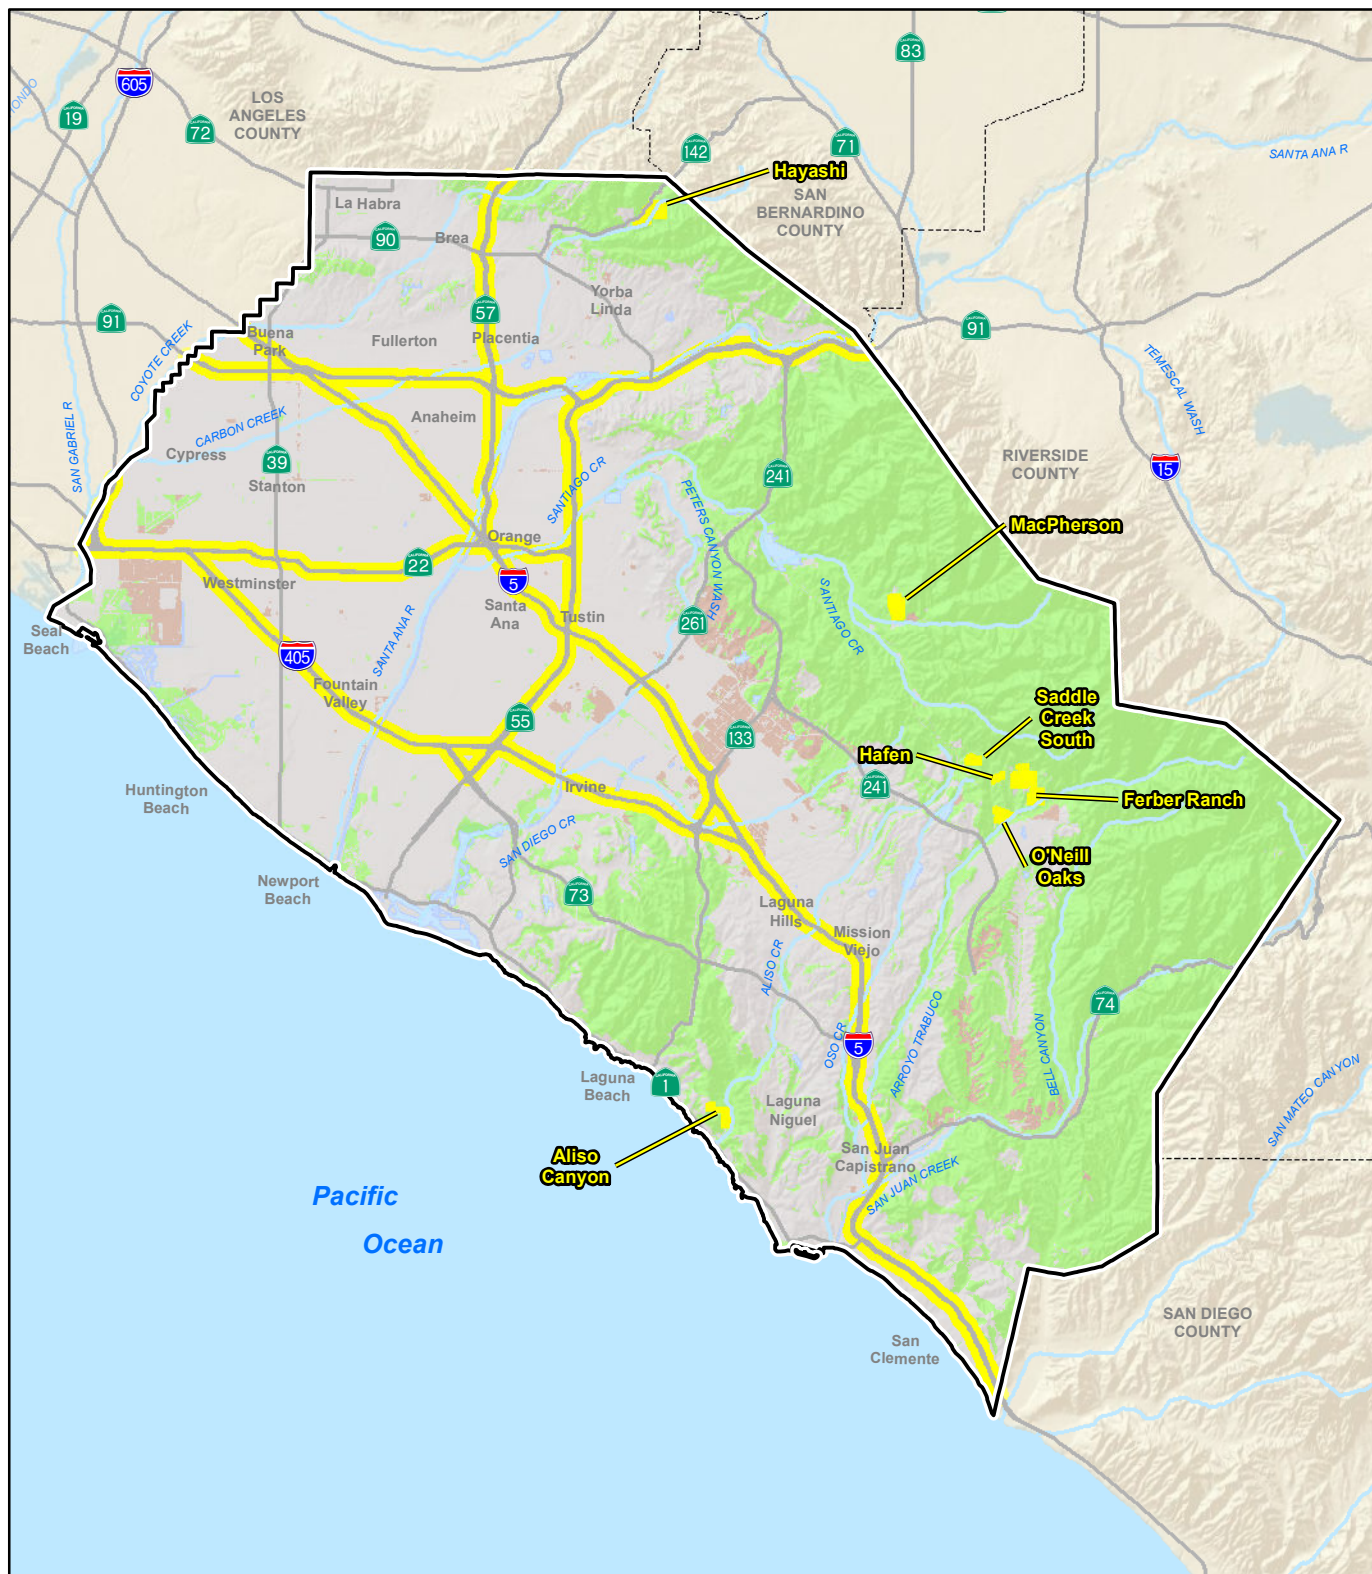 83
605
LOS
ANGELES
COUNTY
CALIFORNIA
19
72
142
71
SANTA ANA R
Hayashi
SAN
BERNARDINO
COUNTY
La Habra
90
Brea
Yorba
Linda
57
91
Buena
Park
Fullerton
Placentia
91
COYOTE CREEK
TEMESCAL WASH
Anaheim
CARBON CREEK
SAN GABRIEL R
Cypress
39
Stanton
SANTIAGO CR
241
PETERS CANYON WASH
RIVERSIDE
COUNTY
15
MacPherson
Orange
22
5
Westminster
Santa
Ana
Tustin
261
S SANTIAGO CR
SANTA ANA R
Seal
Beach
405
Fountain
Valley
55
133
Saddle
Creek
South
Hafen
241
Ferber Ranch
Huntington
Beach
Irvine
SAN DIEGO CR
O'Neill
Oaks
Newport
Beach
73
Laguna
Hills
Mission
Viejo
ALISO CR
74
OSO CR
ARROYO TRABUCO
BELL CANYON
5
Laguna
Beach
1
Laguna
Niguel
SAN MATEO CANYON
Aliso
Canyon
San Juan
Capistrano
SAN JUAN CREEK
Pacific
Ocean
SAN DIEGO
COUNTY
San
Clemente